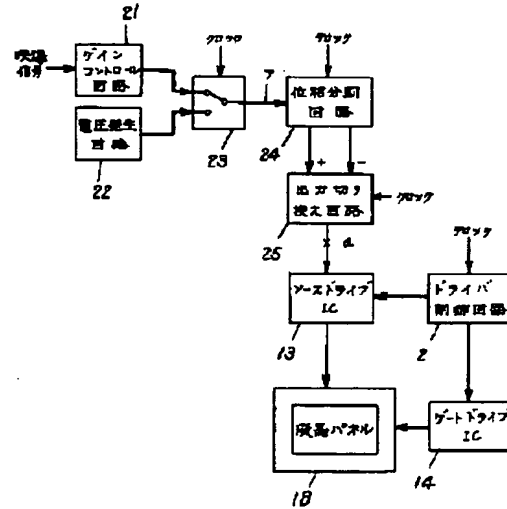 21
映像
信号
ゲイン
コントロール
回路
電圧発生
回路
22
クロック
23
ア
クロック
位相分割
回路
24
+
-
出力切り
換え回路
クロック
25
× a
ソースドライブ
IC
13
クロック
ドライバ
制御回路
2
液晶パネル
18
ゲートドライブ
IC
14